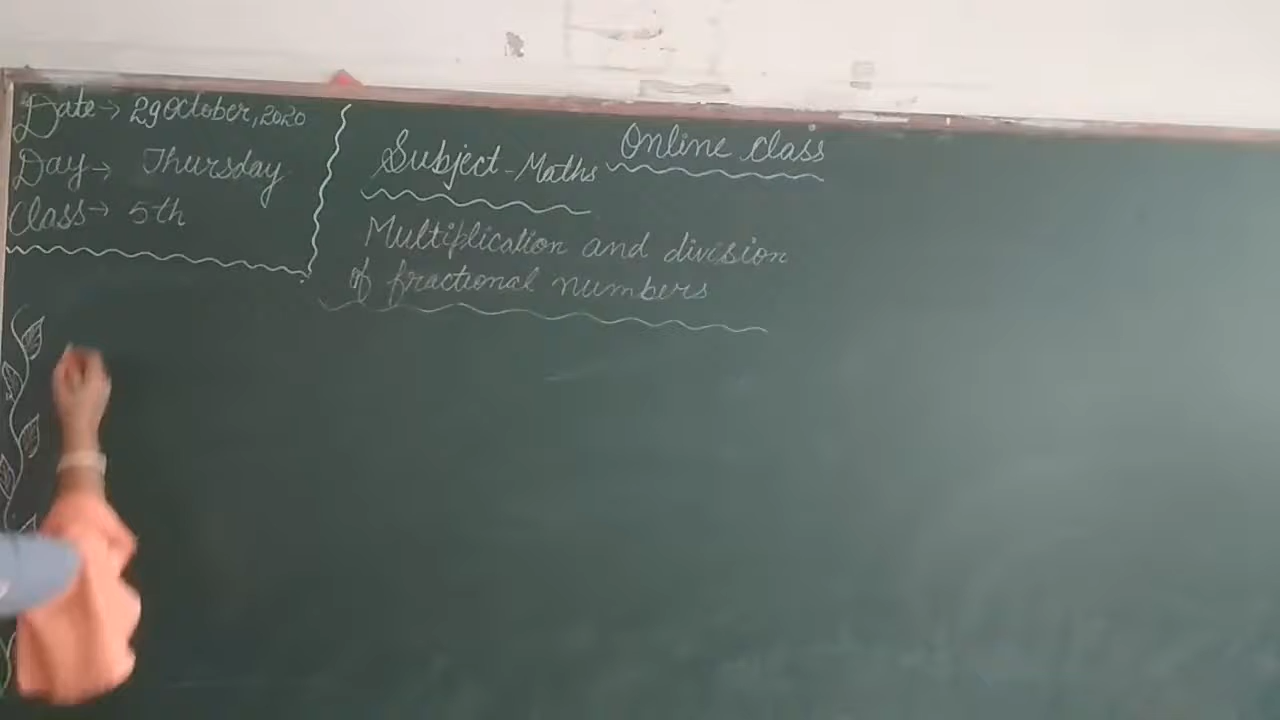 Date→ 29 October, 2020
Day→ Thursday
Class→ 5th
Online class
Subject - Maths
Multiplication and division
of fractional numbers